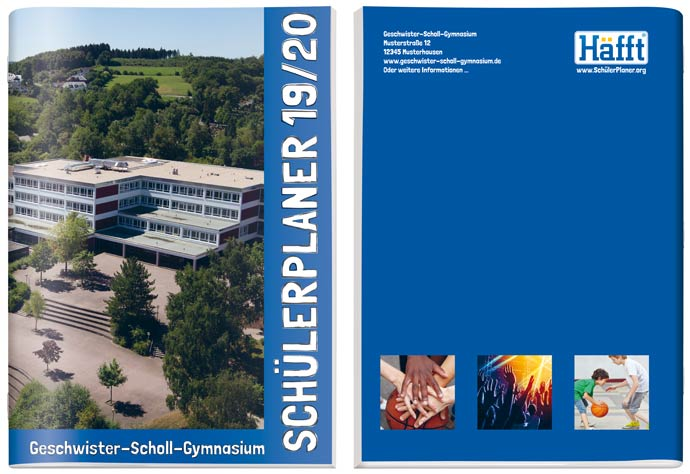 SCHÜLERPLANER 19/20
Geschwister-Scholl-Gymnasium
Geschwister-Scholl-Gymnasium
Musterstraße 12
12345 Musterhausen
www.geschwister-scholl-gymnasium.de
Oder weitere Informationen ...
Häfft®
www.SchülerPlaner.org